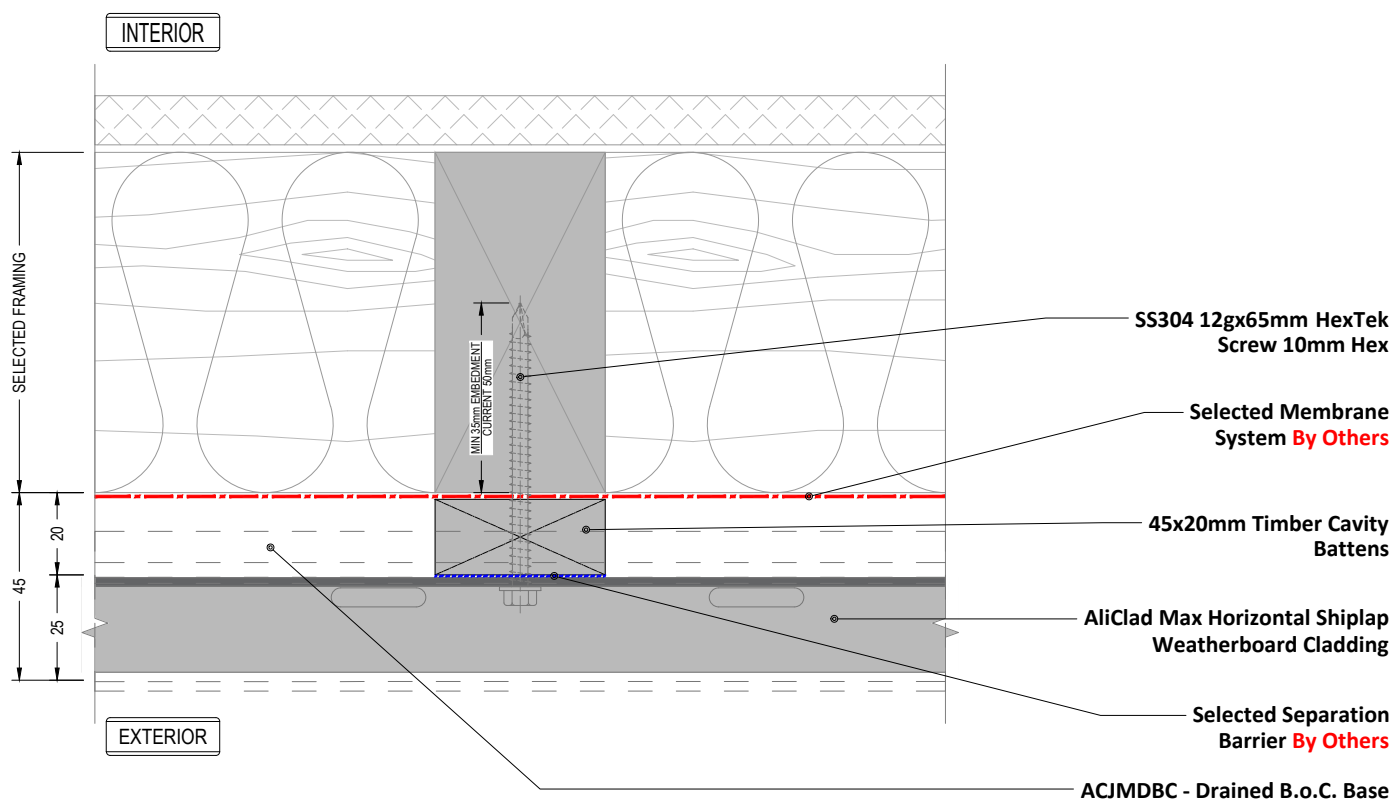 INTERIOR
SELECTED FRAMING
MIN 35mm EMBEDMENT
CURRENT 50mm
SS304 12gx65mm HexTek
Screw 10mm Hex
Selected Membrane
System By Others
45x20mm Timber Cavity
Battens
20
45
25
AliClad Max Horizontal Shiplap
Weatherboard Cladding
Selected Separation
Barrier By Others
EXTERIOR
ACJMDBC - Drained B.o.C. Base